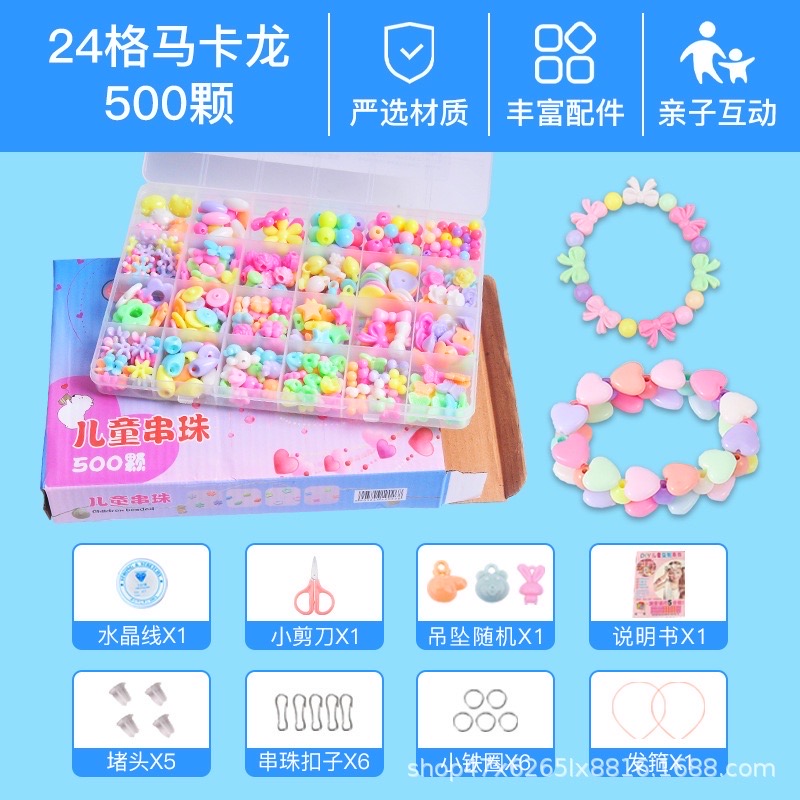 24格马卡龙
500颗
严选材质
丰富配件
亲子互动
儿童串珠
500颗
儿童串珠
Children beaded
水晶线X1
小剪刀X1
吊坠随机X1
说明书X1
堵头X5
串珠扣子X6
小铁圈X6
发箍X1